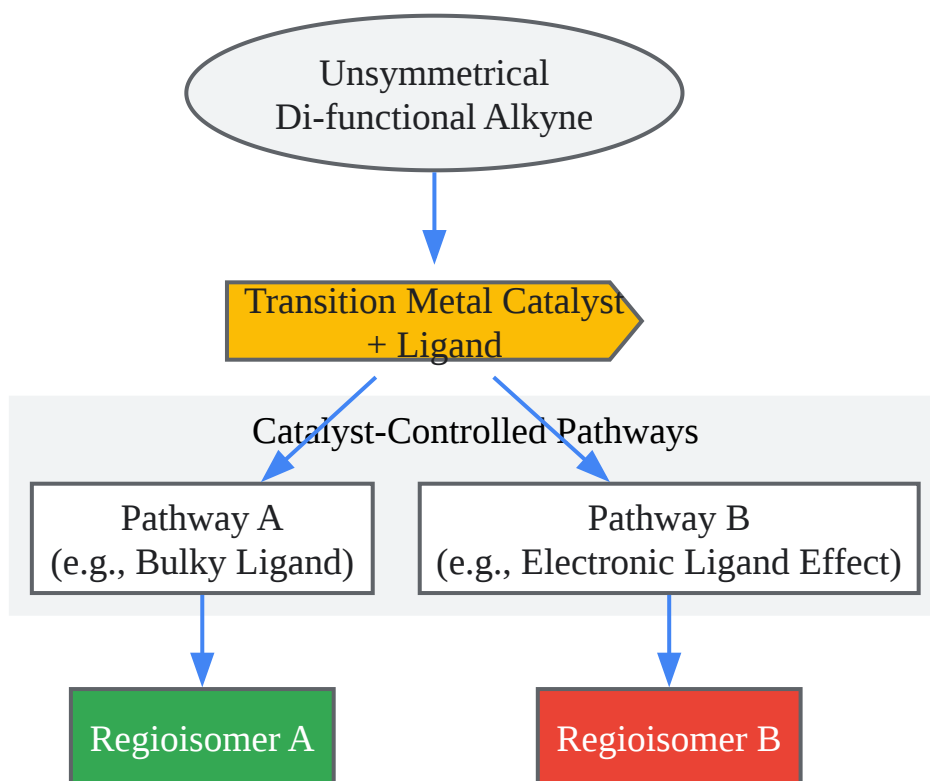 Unsymmetrical
Di-functional Alkyne
Transition Metal Catalyst
+ Ligand
Catalyst-Controlled Pathways
Pathway A
(e.g., Bulky Ligand)
Pathway B
(e.g., Electronic Ligand Effect)
Regioisomer A
Regioisomer B